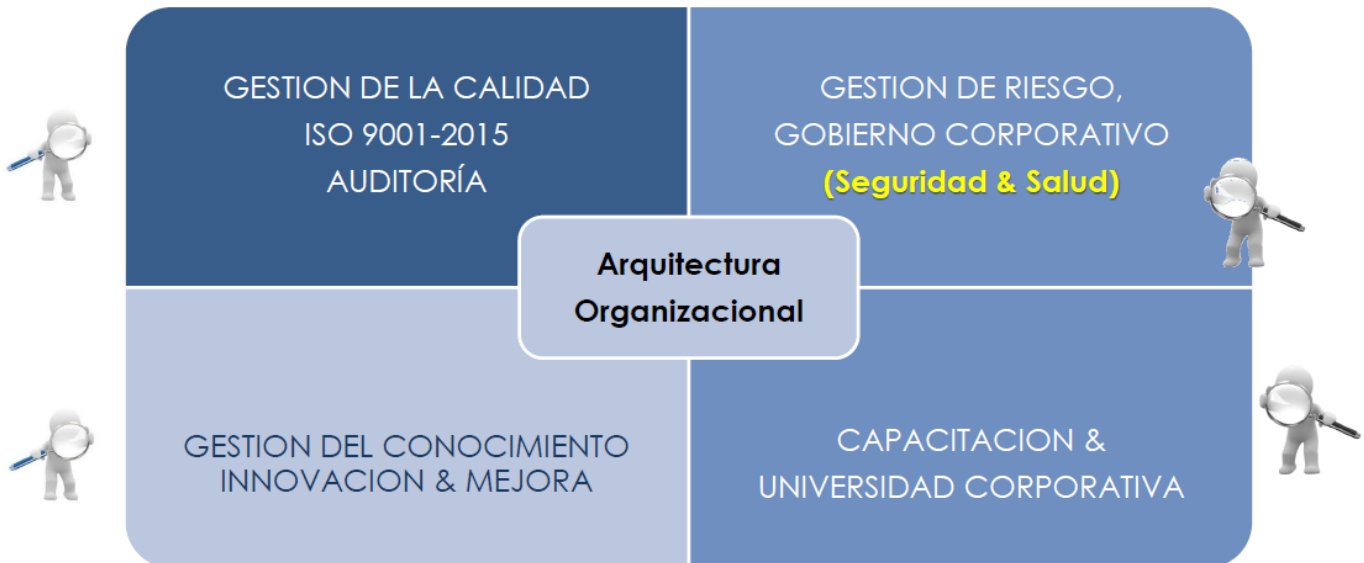 GESTION DE LA CALIDAD
ISO 9001-2015
AUDITORÍA
GESTION DE RIESGO,
GOBIERNO CORPORATIVO
(Seguridad & Salud)
Arquitectura
Organizacional
GESTION DEL CONOCIMIENTO
INNOVACION & MEJORA
CAPACITACION &
UNIVERSIDAD CORPORATIVA